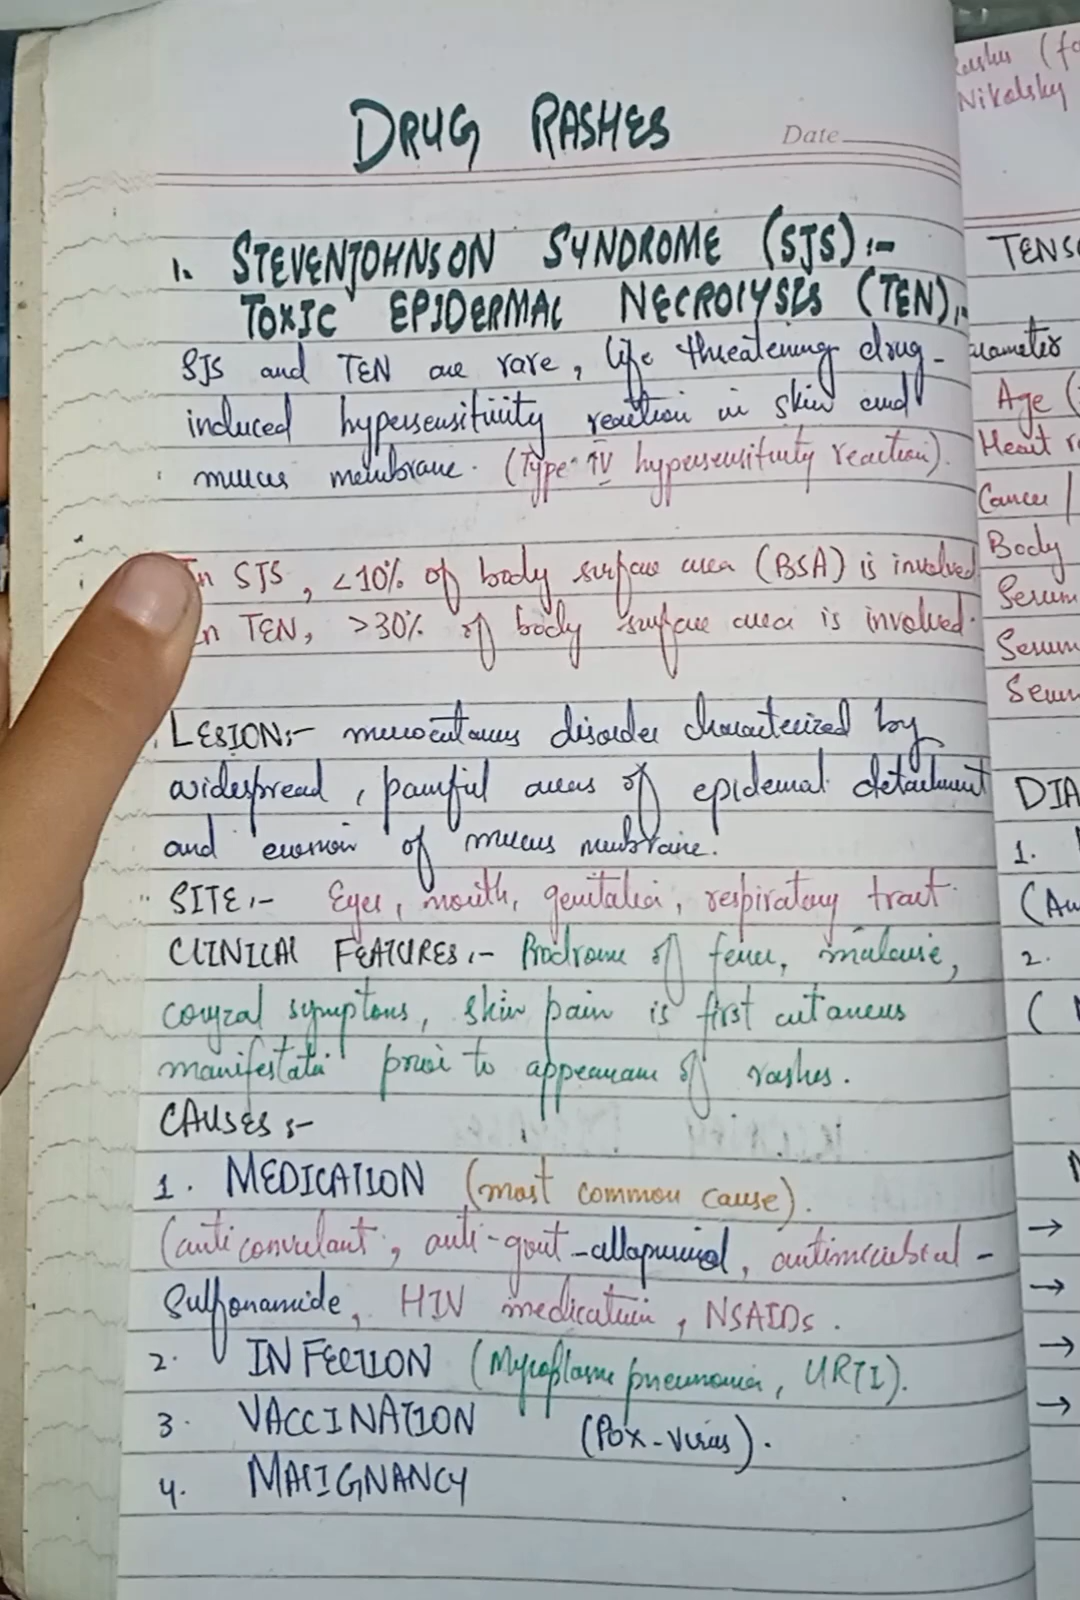 DRUG RASHES
Date
1. STEVENJOHNSON SYNDROME (SJS):-
TOXIC EPIDERMAL NECROLYSIS (TEN):-
SJS and TEN are rare, life threatening drug-
induced hypersensitivity reaction in skin and
mucus membrane. (Type-IV hypersensitivity reaction).
In SJS, <10% of body surface area (BSA) is involved
In TEN, >30% of body surface area is involved.
LESION:- mucocutaneous disorder characterized by
widespread, painful areas of epidermal detachment
and erosion of mucus membrane.
SITE:- Eyes, mouth, genitalia, respiratory tract.
CLINICAL FEATURES:- Prodrome of fever, malaise,
coryzal symptoms, skin pain is first cutaneous
manifestatin prior to appearance of rashes.
CAUSES:-
1. MEDICATION (most common cause).
(anticonvulant, anti-gout-allopurinol, antimicrobial-
Sulfonamide, HIV medication, NSAIDs.
2. INFECTION (Mycoplasma pneumonia, URTI).
3. VACCINATION (Pox-virus).
4. MALIGNANCY
Rashes (
Nikolsky
TENS
Age (
Heart r
Cancer /
Body
Serum
Serum
Serum
DIA
1.
(Au
2.
(
→
→
→
→